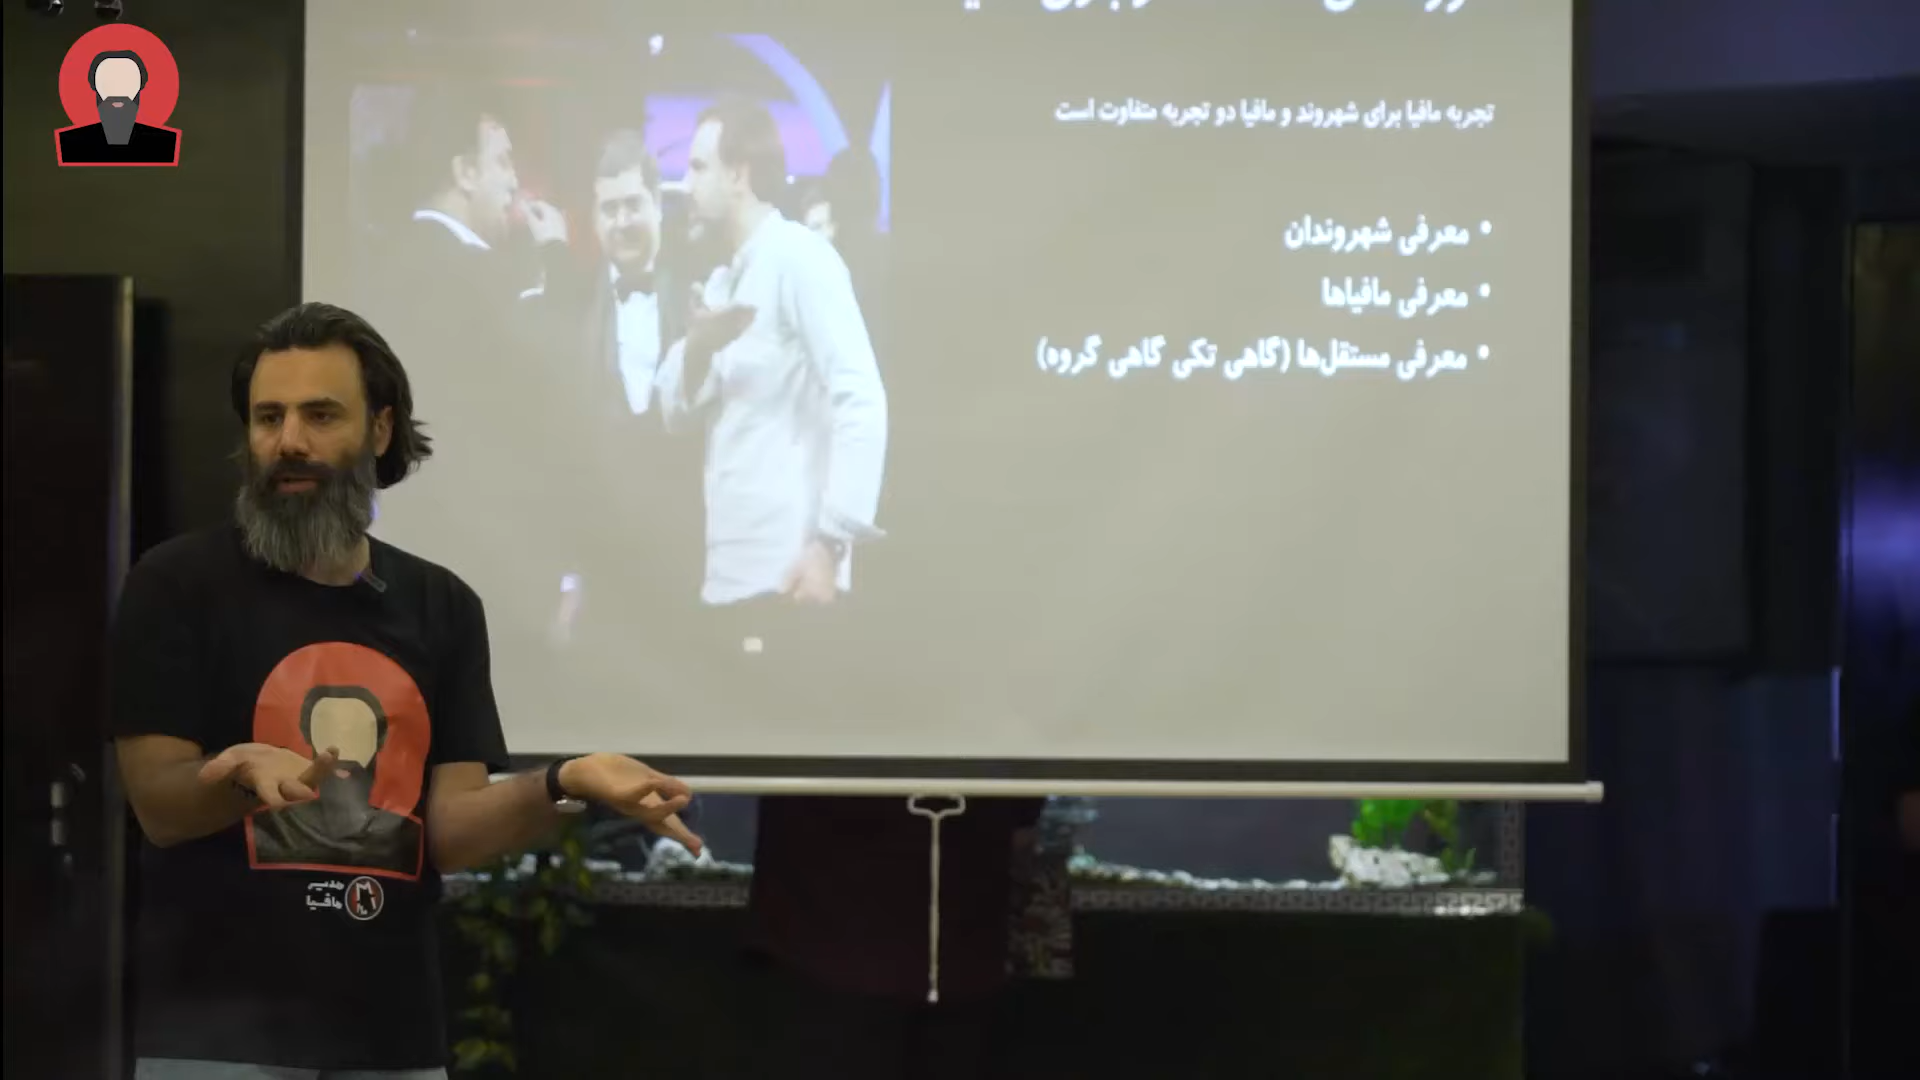 تجربه مافیا برای شهروند و مافیا دو تجربه متفاوت است
• معرفی شهروندان
• معرفی مافیاها
• معرفی مستقل‌ها (گاهی تکی گاهی گروه)
مدیر
مافیا